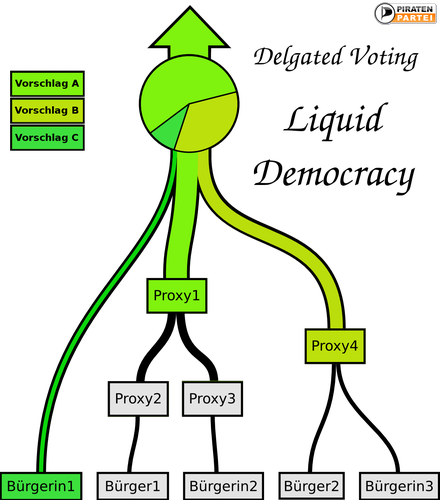 PIRATEN
PARTEI
Delgated Voting
Liquid
Democracy
Vorschlag A
Vorschlag B
Vorschlag C
Proxy1
Proxy4
Proxy2
Proxy3
Bürgerin1
Bürger1
Bürgerin2
Bürger2
Bürgerin3